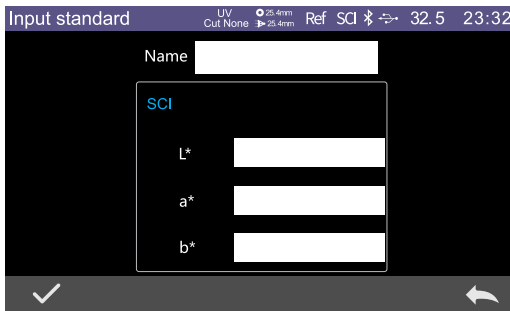 Input standard UV Cut None 25.4mm 25.4mm Ref SCI 32.5 23:32
Name
SCI
L*
a*
b*